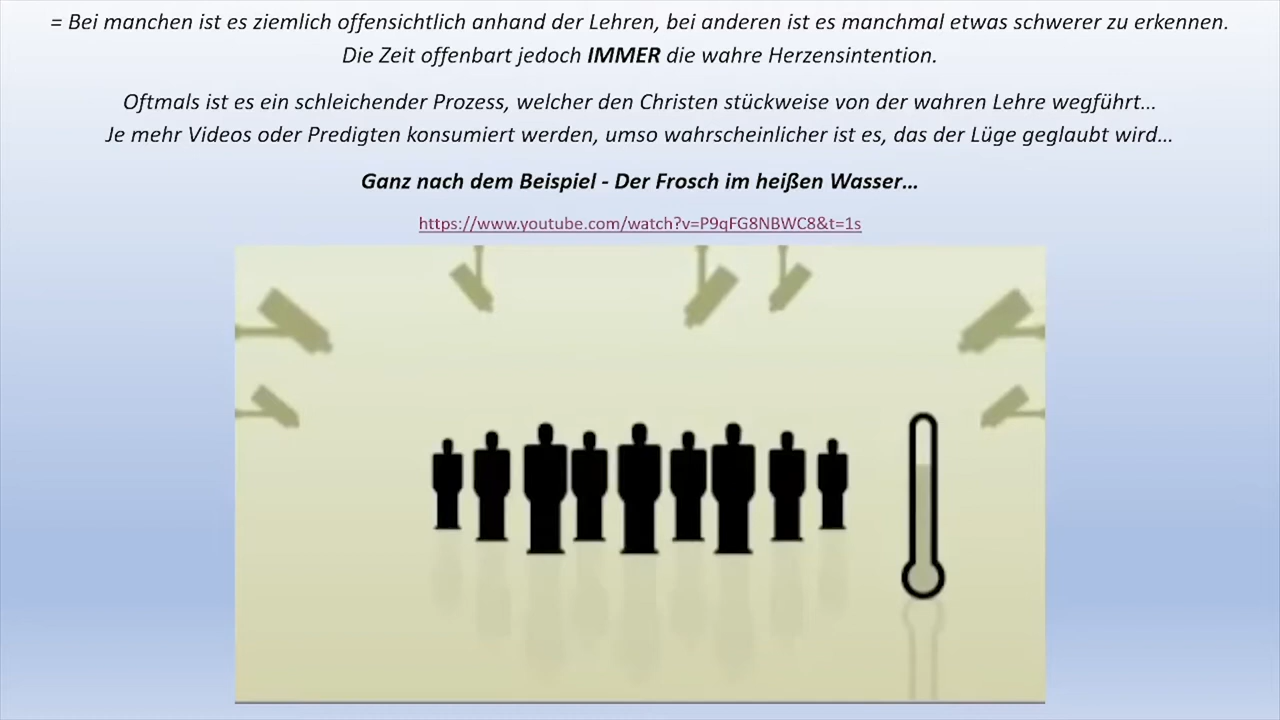 = Bei manchen ist es ziemlich offensichtlich anhand der Lehren, bei anderen ist es manchmal etwas schwerer zu erkennen.
Die Zeit offenbart jedoch IMMER die wahre Herzensintention.
Oftmals ist es ein schleichender Prozess, welcher den Christen stückweise von der wahren Lehre wegführt...
Je mehr Videos oder Predigten konsumiert werden, umso wahrscheinlicher ist es, das der Lüge geglaubt wird...
Ganz nach dem Beispiel - Der Frosch im heißen Wasser...
https://www.youtube.com/watch?v=P9qFG8NBWC8&t=1s